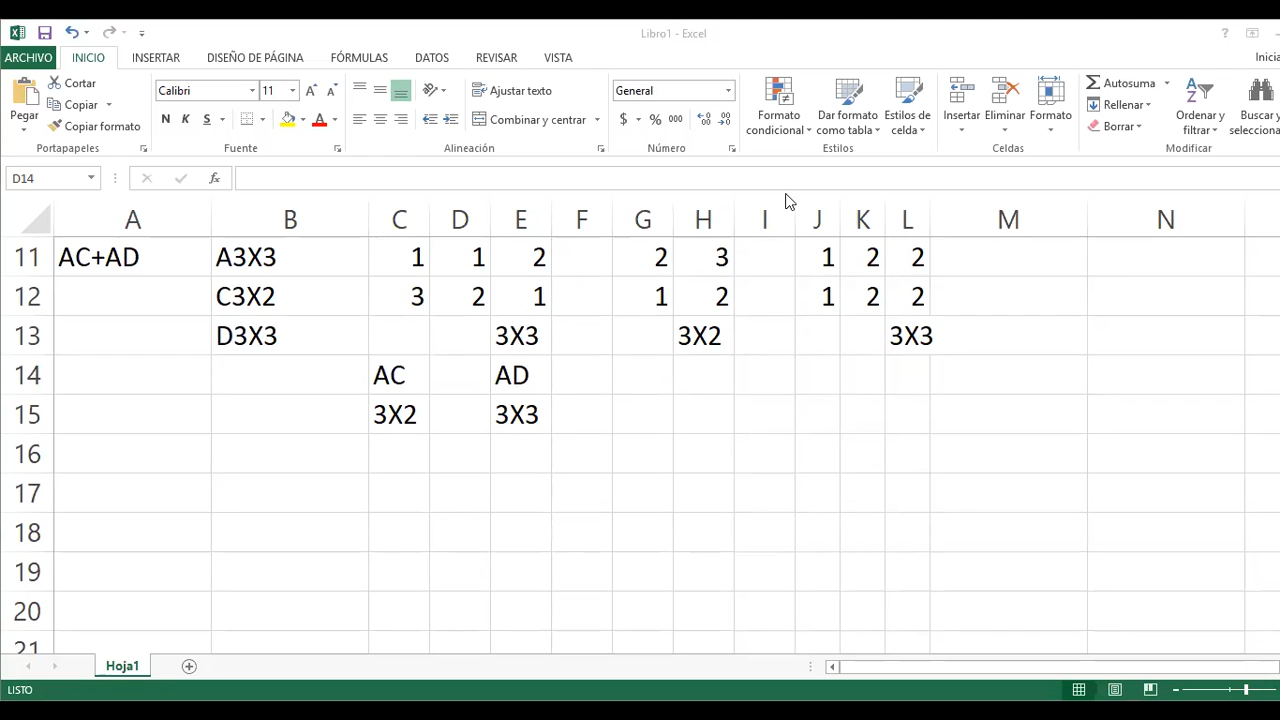 Libro1 - Excel
?
ARCHIVO INICIO INSERTAR DISEÑO DE PÁGINA FÓRMULAS DATOS REVISAR VISTA Inicia
Pegar
Cortar
Copiar
Copiar formato
Portapapeles
Calibri 11
N K S A
Fuente
Ajustar texto
Combinar y centrar
Alineación
General
$ % 000
Número
Formato condicional
Dar formato como tabla
Estilos de celda
Estilos
Insertar Eliminar Formato
Celdas
Autosuma
Rellenar
Borrar
Ordenar y filtrar
Buscar y selecciona
Modificar
D14 fx
A B C D E F G H I J K L M N
11 AC+AD A3X3 1 1 2 2 3 1 2 2
12 C3X2 3 2 1 1 2 1 2 2
13 D3X3 3X3 3X2 3X3
14 AC AD
15 3X2 3X3
16
17
18
19
20
21
Hoja1
LISTO